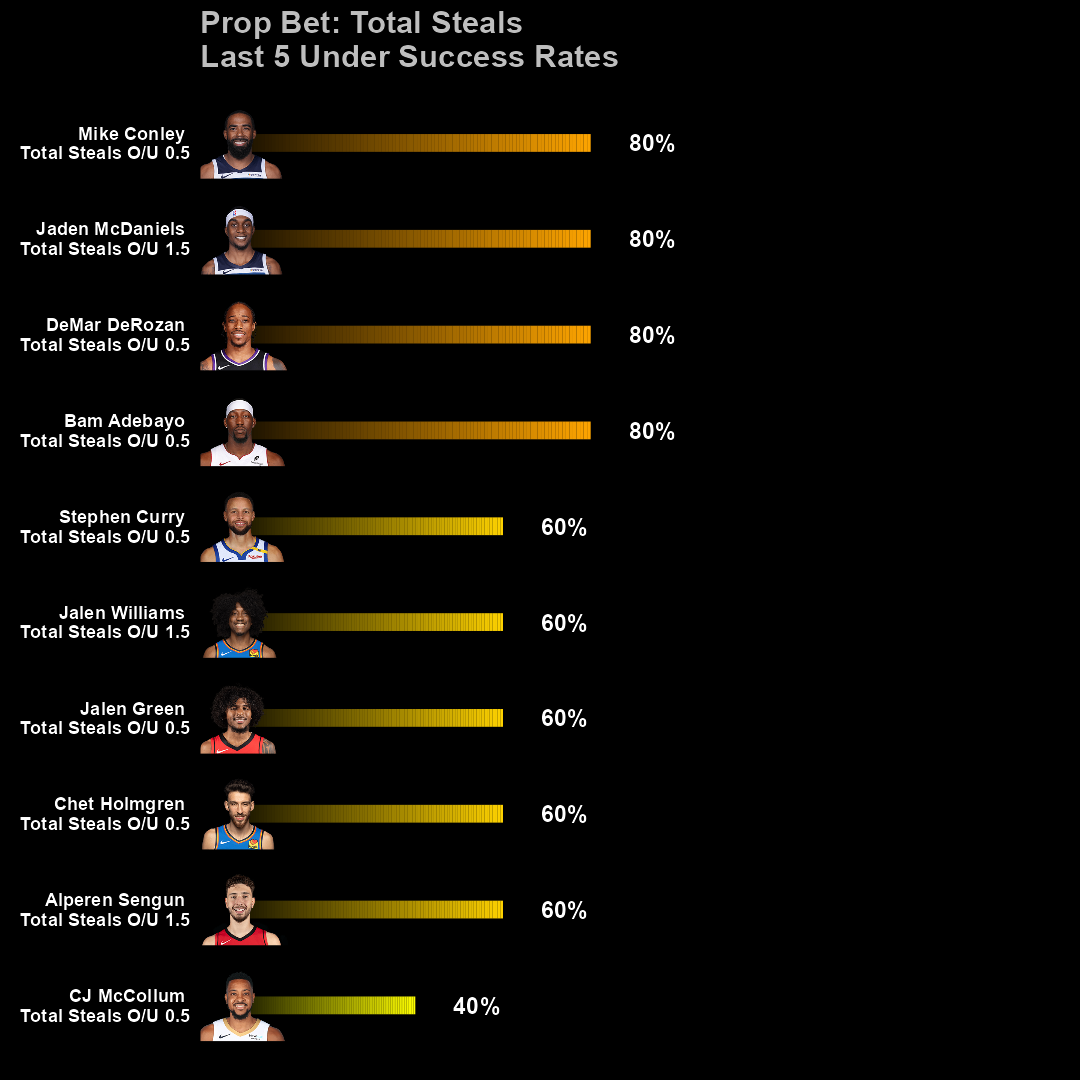 Prop Bet: Total Steals
Last 5 Under Success Rates
Mike Conley
Total Steals O/U 0.5
80%
Jaden McDaniels
Total Steals O/U 1.5
80%
DeMar DeRozan
Total Steals O/U 0.5
80%
Bam Adebayo
Total Steals O/U 0.5
80%
Stephen Curry
Total Steals O/U 0.5
60%
Jalen Williams
Total Steals O/U 1.5
60%
Jalen Green
Total Steals O/U 0.5
60%
Chet Holmgren
Total Steals O/U 0.5
60%
Alperen Sengun
Total Steals O/U 1.5
60%
CJ McCollum
Total Steals O/U 0.5
40%